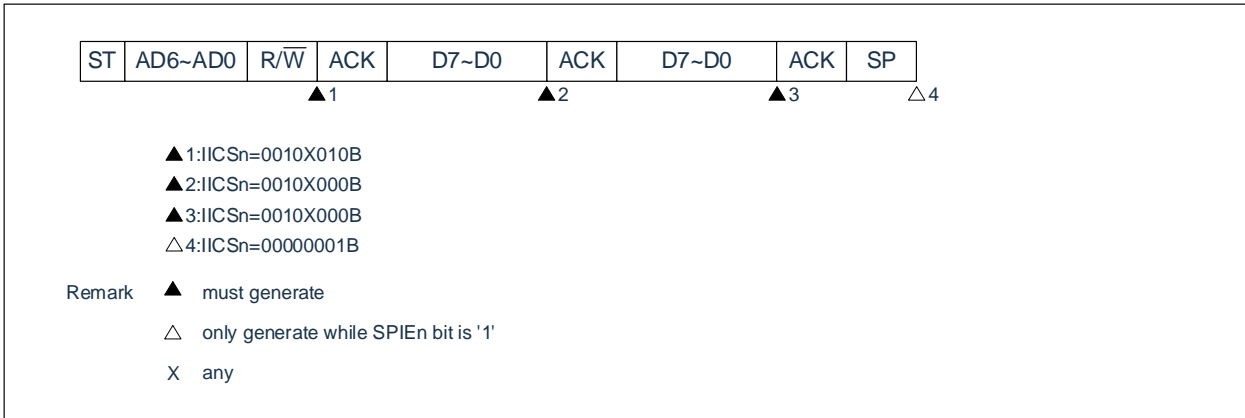 ST AD6~AD0 R/W̅ ACK D7~D0 ACK D7~D0 ACK SP
▲1 ▲2 ▲3 △4
▲1:IICSn=0010X010B
▲2:IICSn=0010X000B
▲3:IICSn=0010X000B
△4:IICSn=00000001B
Remark ▲ must generate
△ only generate while SPIEn bit is '1'
X any